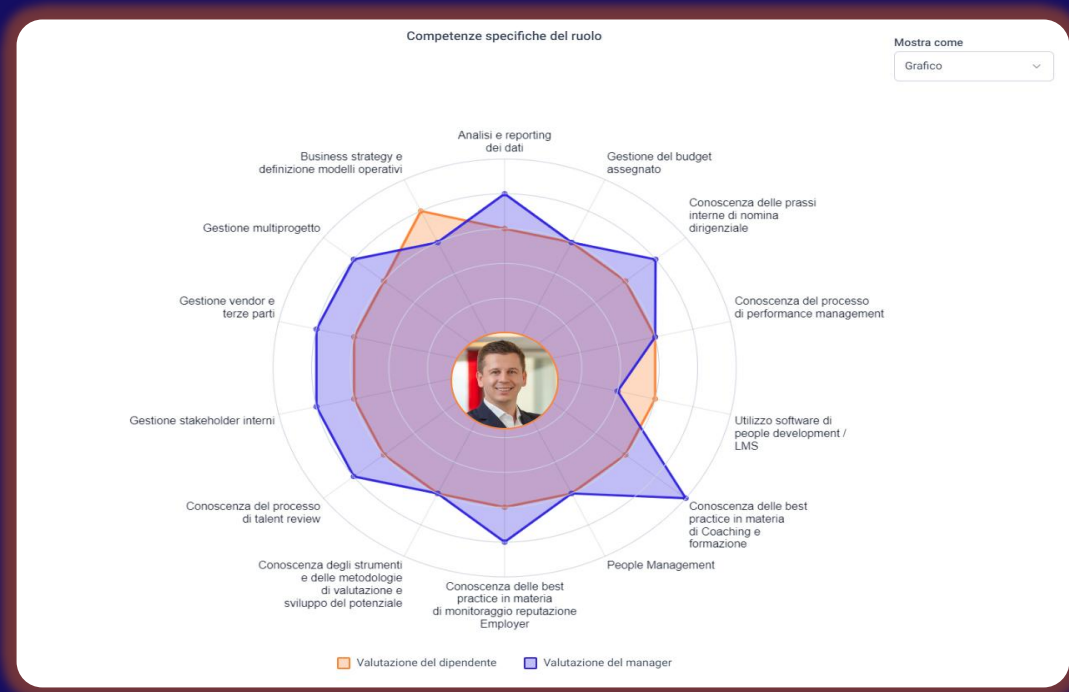 Competenze specifiche del ruolo
Mostra come
Grafico
Analisi e reporting
dei dati
Gestione del budget
assegnato
Conoscenza delle prassi
interne di nomina
dirigenziale
Conoscenza del processo
di performance management
Utilizzo software di
people development /
LMS
Conoscenza delle best
practice in materia
di Coaching e
formazione
People Management
Conoscenza delle best
practice in materia
di monitoraggio reputazione
Employer
Conoscenza degli strumenti
e delle metodologie
di valutazione e
sviluppo del potenziale
Conoscenza del processo
di talent review
Gestione stakeholder interni
Gestione vendor e
terze parti
Gestione multiprogetto
Business strategy e
definizione modelli operativi
Valutazione del dipendente
Valutazione del manager